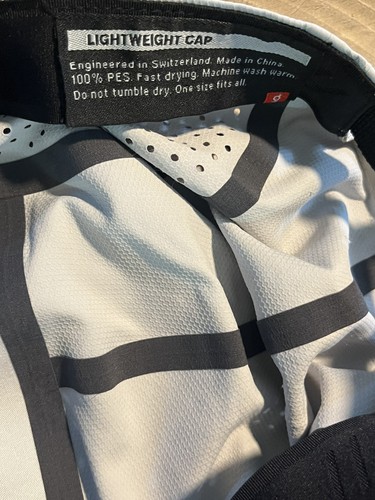 LIGHTWEIGHT CAP
Engineered in Switzerland. Made in China.
100% PES. Fast drying. Machine wash warm.
Do not tumble dry. One size fits all.